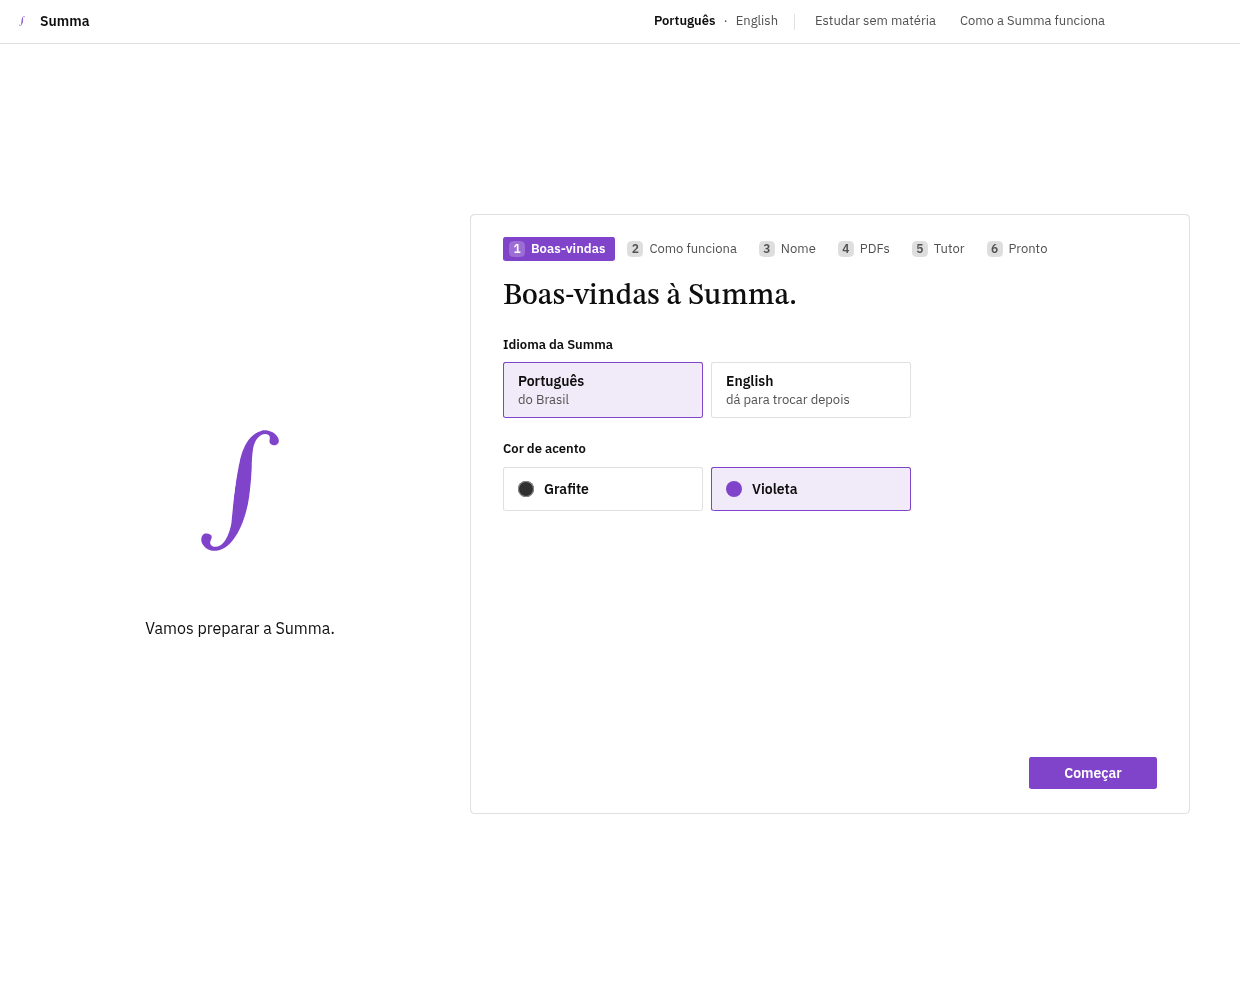 ∫ Summa
Português · English
Estudar sem matéria
Como a Summa funciona
1 Boas-vindas
2 Como funciona
3 Nome
4 PDFs
5 Tutor
6 Pronto
Boas-vindas à Summa.
Idioma da Summa
Português
do Brasil
English
dá para trocar depois
Cor de acento
Grafite
Violeta
∫
Vamos preparar a Summa.
Começar